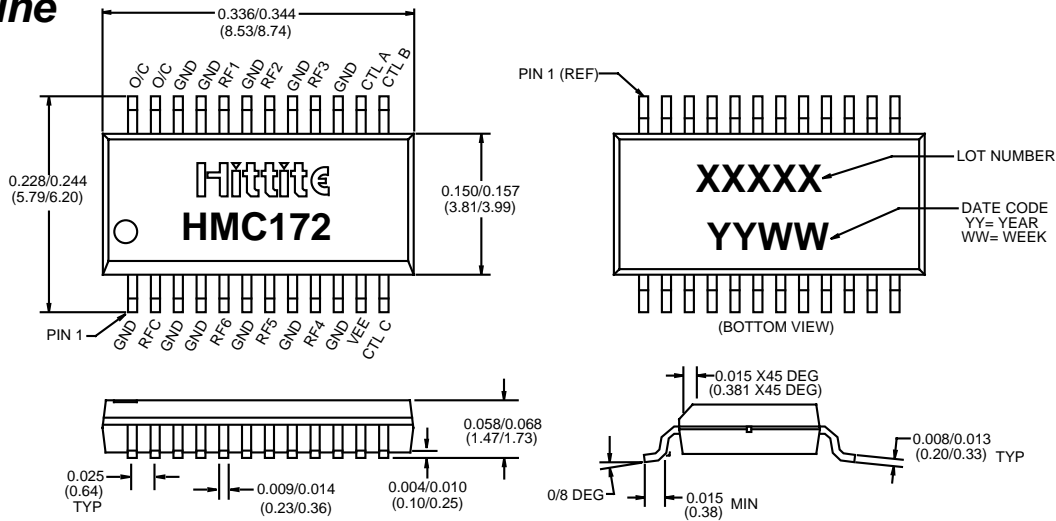 ine
0.336/0.344
(8.53/8.74)
O/C O/C GND GND RF1 GND RF2 GND RF3 GND CTL A CTL B
0.228/0.244
(5.79/6.20)
Hittite
HMC172
0.150/0.157
(3.81/3.99)
PIN 1
GND RFC GND GND RF6 GND RF5 GND RF4 GND VEE CTL C
PIN 1 (REF)
XXXXX
LOT NUMBER
YYWW
DATE CODE
YY= YEAR
WW= WEEK
(BOTTOM VIEW)
0.058/0.068
(1.47/1.73)
0.025
(0.64)
TYP
0.009/0.014
(0.23/0.36)
0.004/0.010
(0.10/0.25)
0.015 X45 DEG
(0.381 X45 DEG)
0.008/0.013
(0.20/0.33) TYP
0/8 DEG
0.015
(0.38) MIN